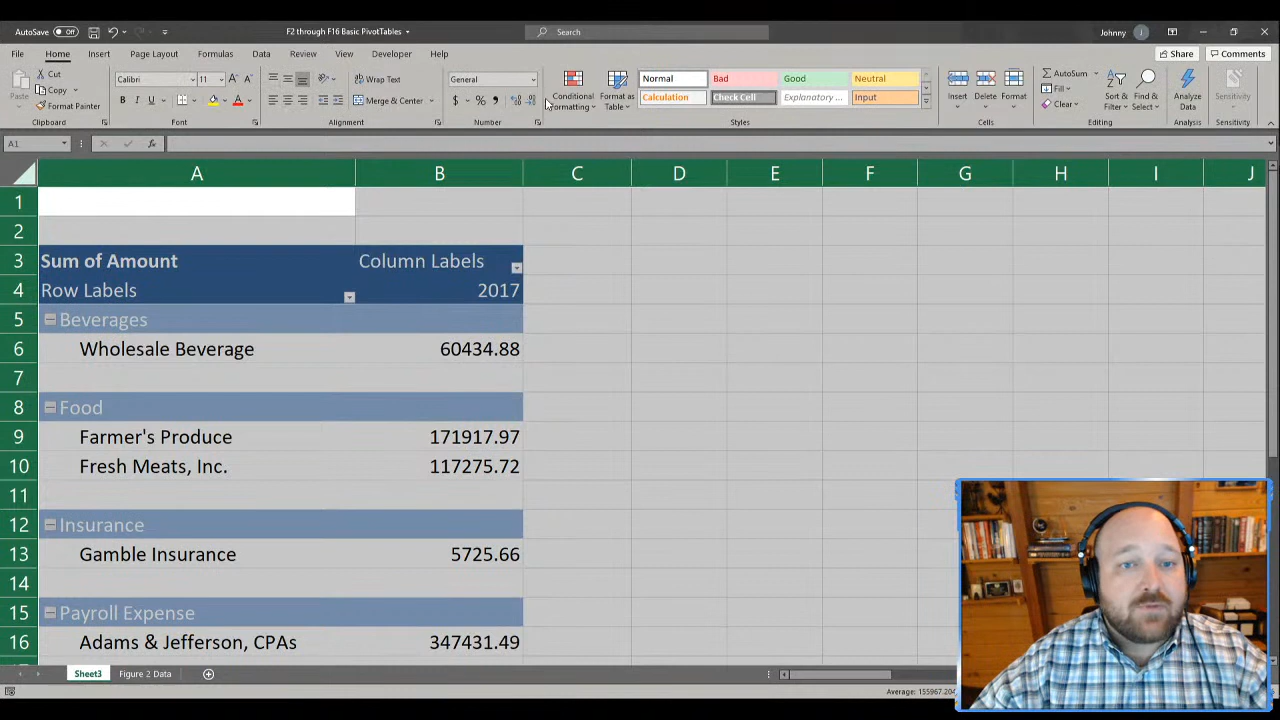 AutoSave Off F2 through F16 Basic PivotTables Search Johnny
File Home Insert Page Layout Formulas Data Review View Developer Help Share Comments
Paste Cut Copy Format Painter Calibri 11 Wrap Text General Conditional Formatting Format as Table Normal Bad Good Neutral Insert Delete Format AutoSum Fill Clear Sort & Filter Find & Select Analyze Data Sensitivity
B I U Merge & Center $ % Calculation Check Cell Explanatory ... Input
Clipboard Font Alignment Number Styles Cells Editing Analysis Sensitivity
A1 fx
A B C D E F G H I J
1
2
3 Sum of Amount Column Labels
4 Row Labels 2017
5 Beverages
6 Wholesale Beverage 60434.88
7
8 Food
9 Farmer's Produce 171917.97
10 Fresh Meats, Inc. 117275.72
11
12 Insurance
13 Gamble Insurance 5725.66
14
15 Payroll Expense
16 Adams & Jefferson, CPAs 347431.49
Sheet3 Figure 2 Data
Average: 155967.204